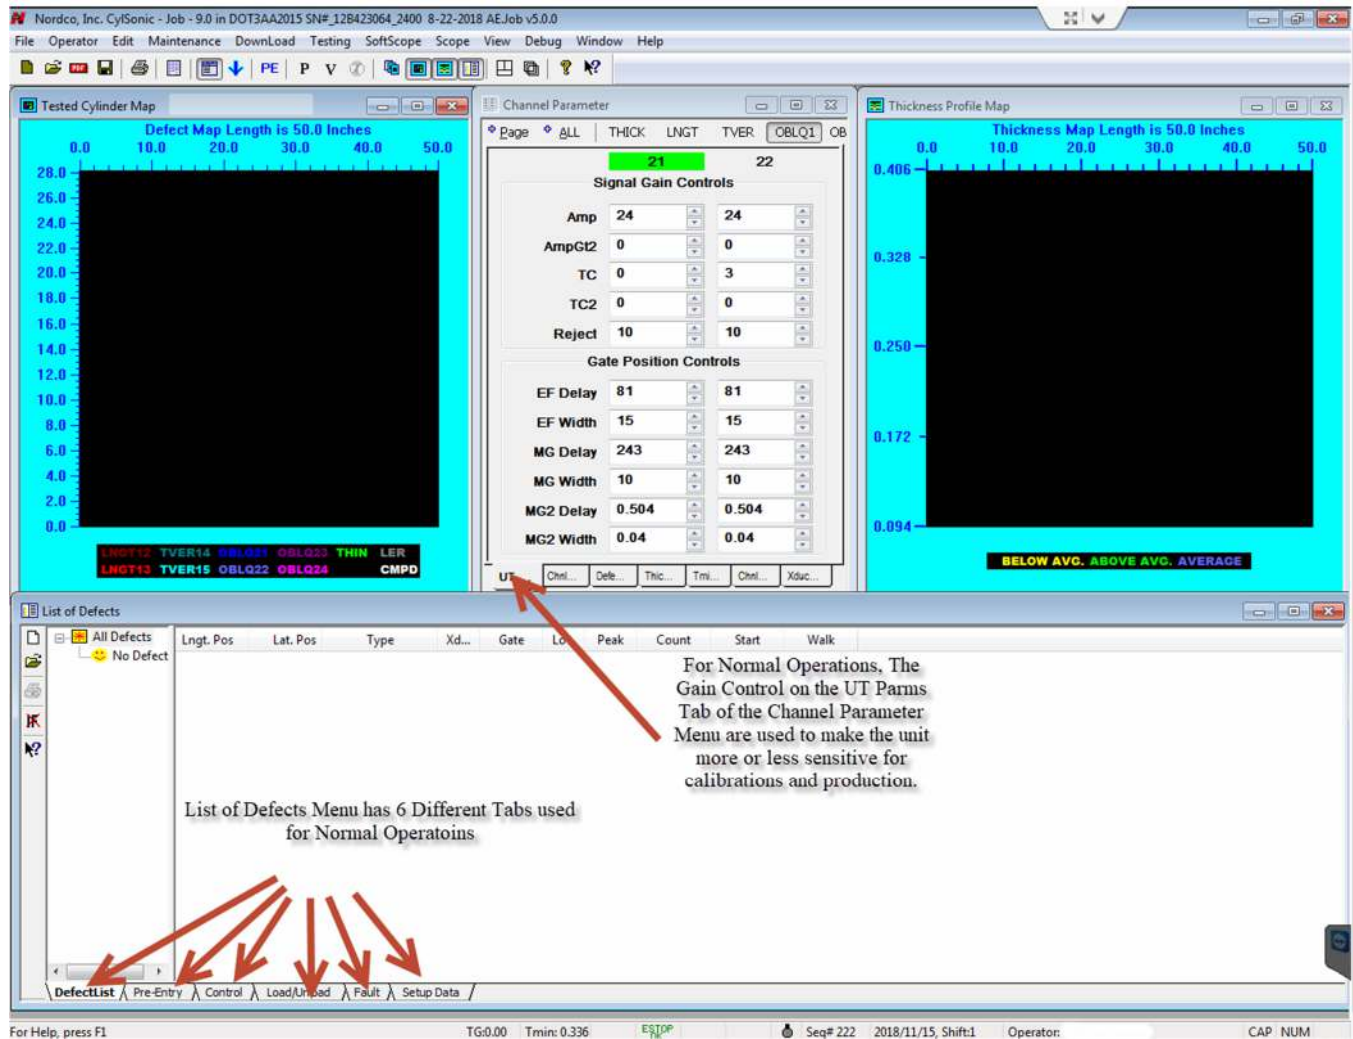 Nordco, Inc. CylSonic - Job - 9.0 in DOT3AA2015 SN#_12B423064_2400 8-22-2018 AE.Job v5.0.0
File Operator Edit Maintenance DownLoad Testing SoftScope Scope View Debug Window Help
PE P V
Tested Cylinder Map
Defect Map Length is 50.0 Inches
0.0 10.0 20.0 30.0 40.0 50.0
28.0
26.0
24.0
22.0
20.0
18.0
16.0
14.0
12.0
10.0
8.0
6.0
4.0
2.0
0.0
LNGT12 TVER14 OBLQ21 OBLQ23 THIN LER
LNGT13 TVER15 OBLQ22 OBLQ24 CMPD
Channel Parameter
Page ALL THICK LNGT TVER OBLQ1 OB
21 22
Signal Gain Controls
Amp 24 24
AmpGt2 0 0
TC 0 3
TC2 0 0
Reject 10 10
Gate Position Controls
EF Delay 81 81
EF Width 15 15
MG Delay 243 243
MG Width 10 10
MG2 Delay 0.504 0.504
MG2 Width 0.04 0.04
UT... Chnl... Defe... Thic... Tmi... Chnl... Xduc...
Thickness Profile Map
Thickness Map Length is 50.0 Inches
0.0 10.0 20.0 30.0 40.0 50.0
0.406
0.328
0.250
0.172
0.094
BELOW AVG. ABOVE AVG. AVERAGE
List of Defects
All Defects
No Defect
Lngt. Pos Lat. Pos Type Xd... Gate Peak Count Start Walk
For Normal Operations, The
Gain Control on the UT Parms
Tab of the Channel Parameter
Menu are used to make the unit
more or less sensitive for
calibrations and production.
List of Defects Menu has 6 Different Tabs used
for Normal Operatoins
DefectList Pre-Entry Control Load/Unload Fault Setup Data
For Help, press F1 TG:0.00 Tmin: 0.336 ESTOP Seq# 222 2018/11/15, Shift:1 Operator: CAP NUM